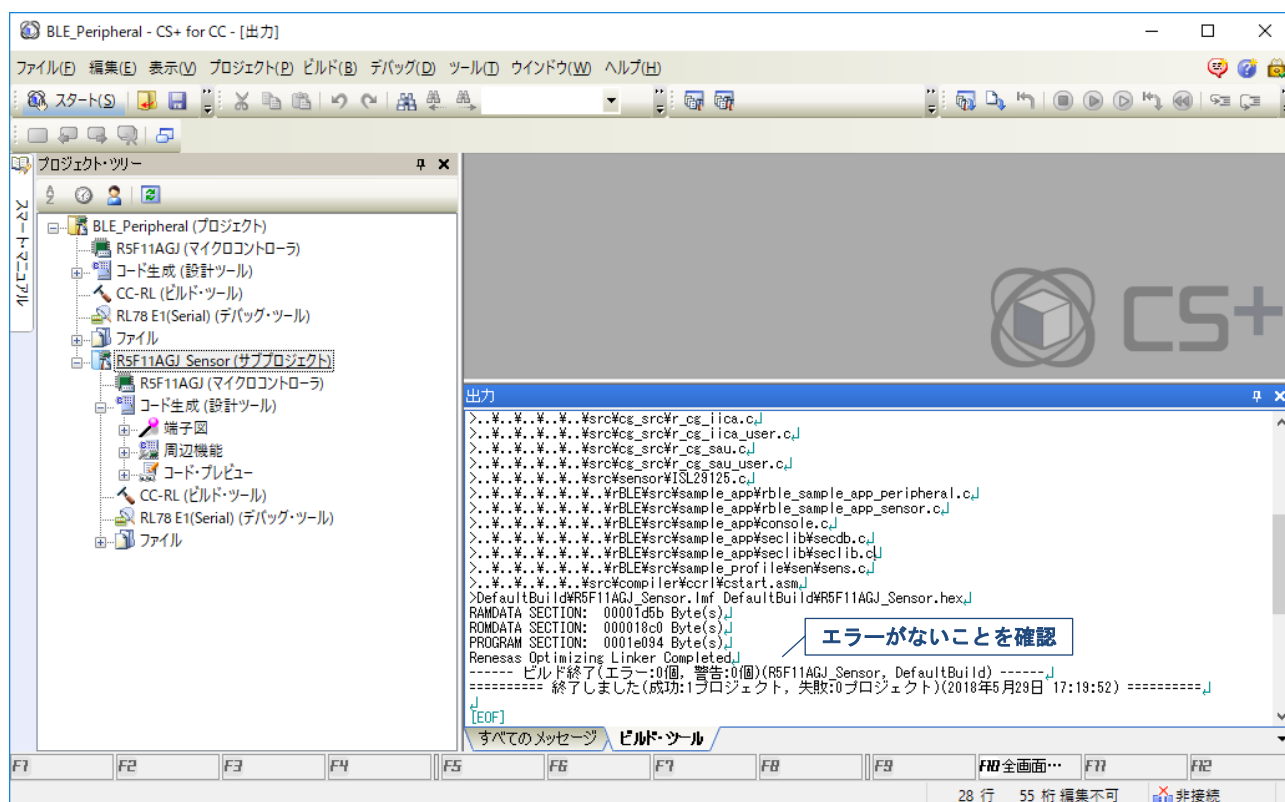 BLE_Peripheral - CS+ for CC - [出力]
ファイル(F) 編集(E) 表示(V) プロジェクト(P) ビルド(B) デバッグ(D) ツール(T) ウインドウ(W) ヘルプ(H)
スタート(S)
プロジェクト・ツリー
スマート・マニュアル
BLE_Peripheral (プロジェクト)
R5F11AGJ (マイクロコントローラ)
コード生成 (設計ツール)
CC-RL (ビルド・ツール)
RL78 E1(Serial) (デバッグ・ツール)
ファイル
R5F11AGJ_Sensor (サブプロジェクト)
R5F11AGJ (マイクロコントローラ)
コード生成 (設計ツール)
端子図
周辺機能
コード・プレビュー
CC-RL (ビルド・ツール)
RL78 E1(Serial) (デバッグ・ツール)
ファイル
CS+
出力
>..¥..¥..¥..¥..¥src¥cg_src¥r_cg_iica.c
>..¥..¥..¥..¥..¥src¥cg_src¥r_cg_iica_user.c
>..¥..¥..¥..¥..¥src¥cg_src¥r_cg_sau.c
>..¥..¥..¥..¥..¥src¥cg_src¥r_cg_sau_user.c
>..¥..¥..¥..¥..¥src¥sensor¥ISL29125.c
>..¥..¥..¥..¥..¥rBLE¥src¥sample_app¥rble_sample_app_peripheral.c
>..¥..¥..¥..¥..¥rBLE¥src¥sample_app¥rble_sample_app_sensor.c
>..¥..¥..¥..¥..¥rBLE¥src¥sample_app¥console.c
>..¥..¥..¥..¥..¥rBLE¥src¥sample_app¥seclib¥secdb.c
>..¥..¥..¥..¥..¥rBLE¥src¥sample_app¥seclib¥seclib.c
>..¥..¥..¥..¥..¥rBLE¥src¥sample_profile¥sen¥sens.c
>..¥..¥..¥..¥..¥src¥compiler¥ccrl¥cstart.asm
>DefaultBuild¥R5F11AGJ_Sensor.lmf DefaultBuild¥R5F11AGJ_Sensor.hex
RAMDATA SECTION:  00001d5b Byte(s)
ROMDATA SECTION:  000018c0 Byte(s)
PROGRAM SECTION:  0001e094 Byte(s)
エラーがないことを確認
Renesas Optimizing Linker Completed
------ ビルド終了(エラー:0個, 警告:0個)(R5F11AGJ_Sensor, DefaultBuild) ------
========== 終了しました(成功:1プロジェクト, 失敗:0プロジェクト)(2018年5月29日 17:19:52) ==========
[EOF]
すべてのメッセージ ビルド・ツール
F1 F2 F3 F4 F5 F6 F7 F8 F9 F10 全画面… F11 F12
28 行 55 桁 編集不可 非接続